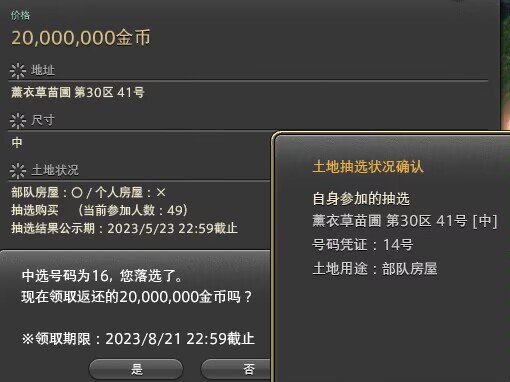 价格
20,000,000金币
地址
薰衣草苗圃 第30区 41号
尺寸
中
土地状况
部队房屋：〇 / 个人房屋：×
抽选购买 （当前参加人数：49）
抽选结果公示期：2023/5/23 22:59截止
中选号码为16, 您落选了。
现在领取返还的20,000,000金币吗？
※领取期限：2023/8/21 22:59截止
是
否
土地抽选状况确认
自身参加的抽选
薰衣草苗圃 第30区 41号 [中]
号码凭证：14号
土地用途：部队房屋